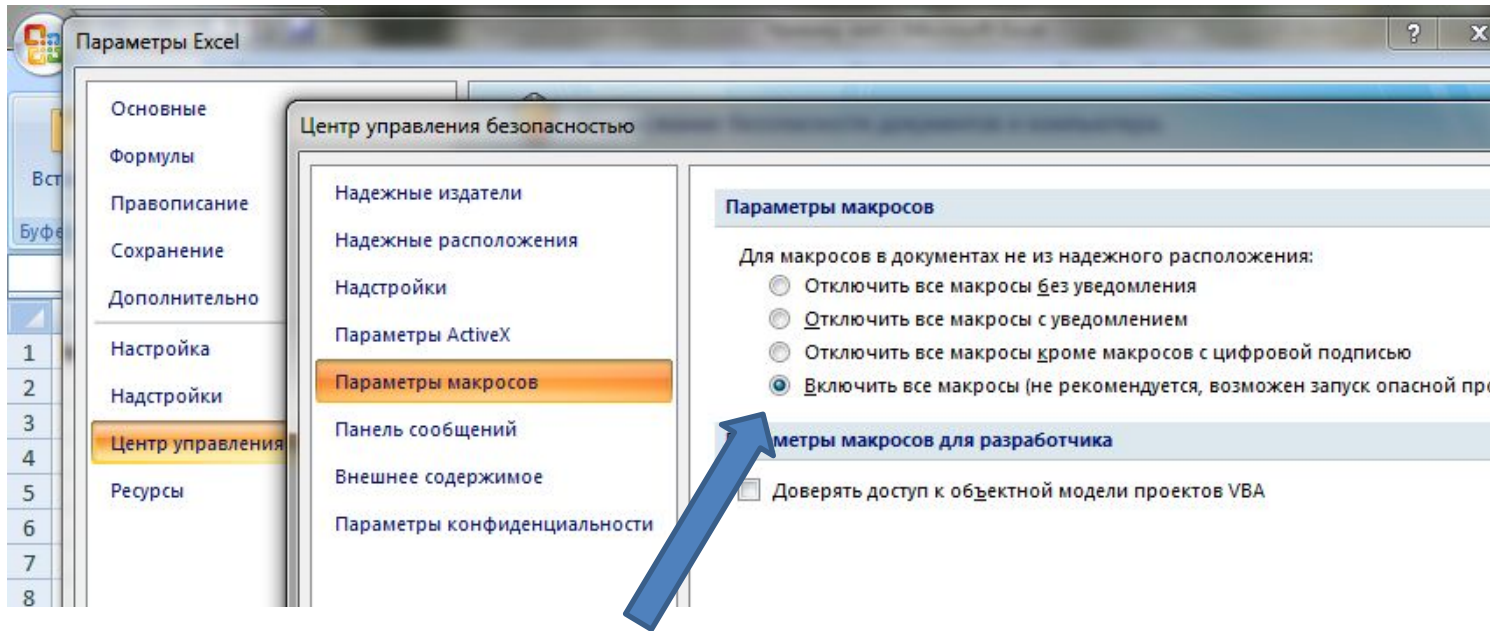 Параметры Excel
?
X
Основные
Формулы
Правописание
Сохранение
Дополнительно
Настройка
Надстройки
Центр управления
Ресурсы
Центр управления безопасностью
Надежные издатели
Надежные расположения
Надстройки
Параметры ActiveX
Параметры макросов
Панель сообщений
Внешнее содержимое
Параметры конфиденциальности
Параметры макросов
Для макросов в документах не из надежного расположения:
Отключить все макросы без уведомления
Отключить все макросы с уведомлением
Отключить все макросы кроме макросов с цифровой подписью
Включить все макросы (не рекомендуется, возможен запуск опасной про
метры макросов для разработчика
Доверять доступ к объектной модели проектов VBA
Вст
Буфе
1
2
3
4
5
6
7
8